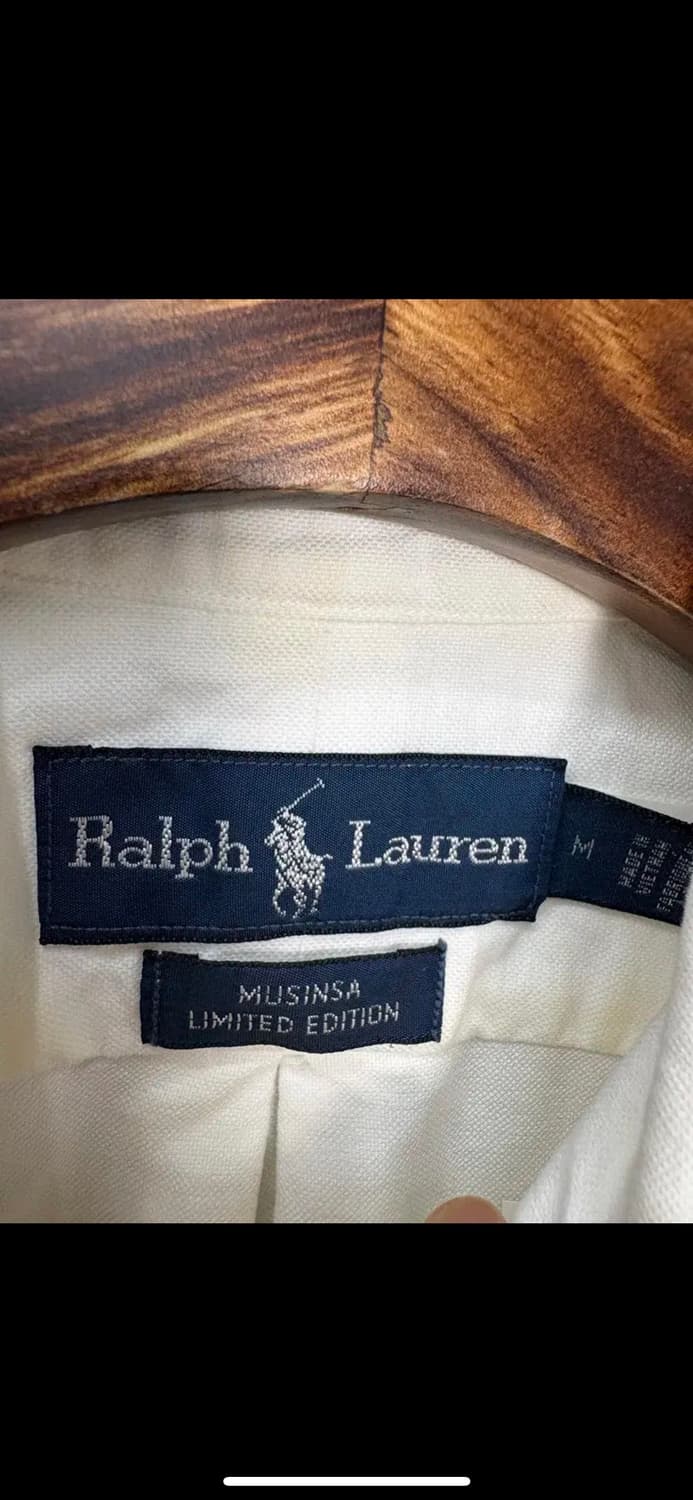 Ralph Lauren
M
MADE IN
VIETNAM
MUSINSA
LIMITED EDITION